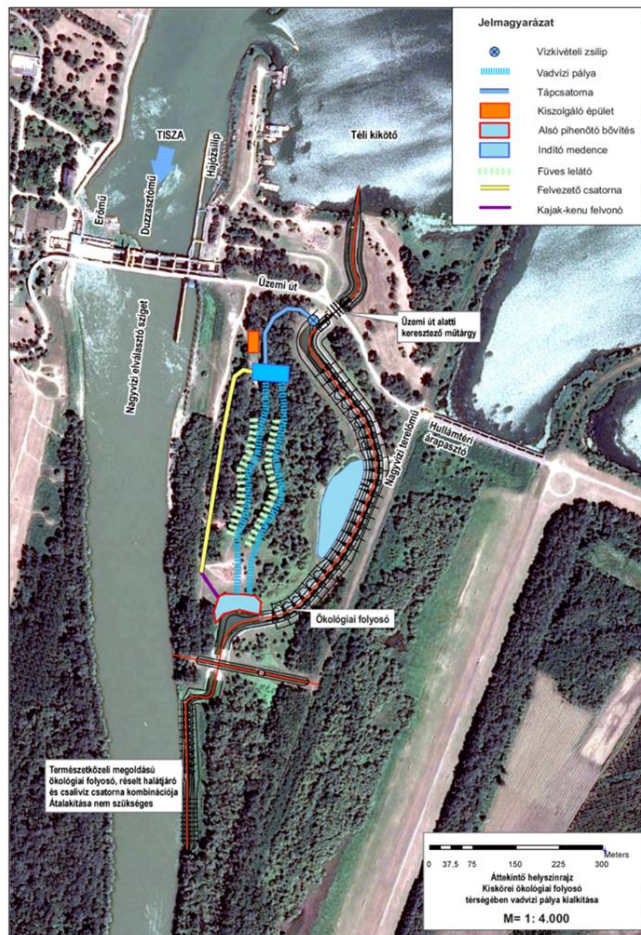 Jelmagyarázat
Vízkivételi zsilip
Vadvízi pálya
Tápcsatorna
Kiszolgáló épület
Alsó pihenőtó bővítés
Indító medence
Füves lelátó
Felvezető csatorna
Kajak-kenu felvonó
TISZA
Téli kikötő
Hajózsilip
Duzzasztómű
Erőmű
Üzemi út
Üzemi út alatti
keresztező műtárgy
Nagyvízi elválasztó sziget
Nagyvízi terelőmű
Hullámtéri
árapasztó
Ökológiai folyosó
Természetközeli megoldású
ökológiai folyosó, réselt halátjáró
és csalivíz csatorna kombinációja
Átalakítása nem szükséges
Meters
0 37,5 75 150 225 300
Áttekintő helyszínrajz
Kiskörei ökológiai folyosó
térségében vadvízi pálya kialkítása
M= 1: 4.000